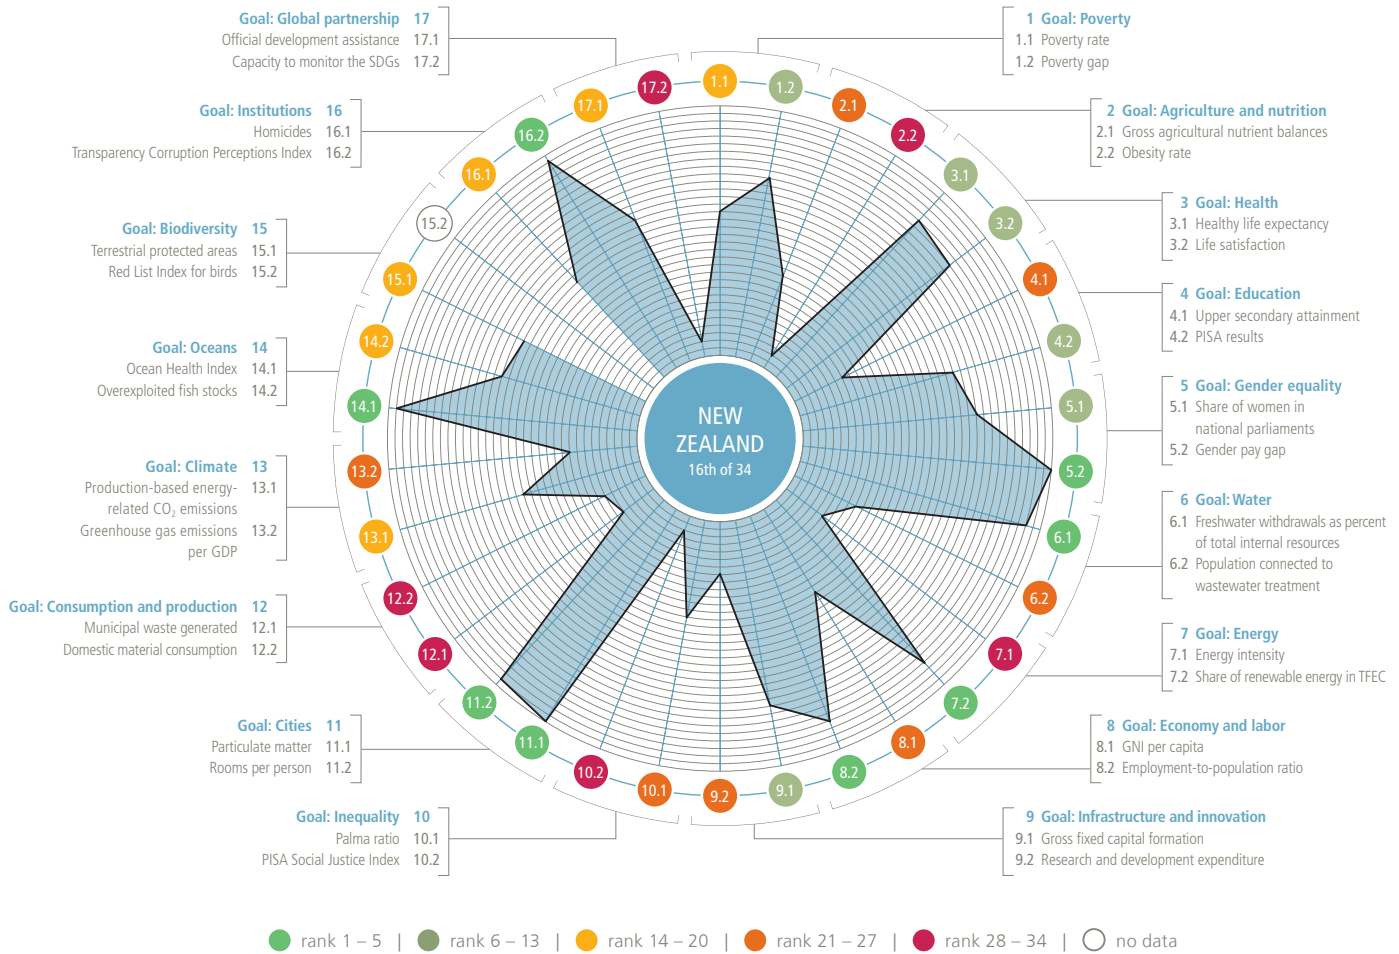 Goal: Global partnership 17
Official development assistance 17.1
Capacity to monitor the SDGs 17.2
Goal: Institutions 16
Homicides 16.1
Transparency Corruption Perceptions Index 16.2
Goal: Biodiversity 15
Terrestrial protected areas 15.1
Red List Index for birds 15.2
Goal: Oceans 14
Ocean Health Index 14.1
Overexploited fish stocks 14.2
Goal: Climate 13
Production-based energy- 13.1
related CO₂ emissions
Greenhouse gas emissions 13.2
per GDP
Goal: Consumption and production 12
Municipal waste generated 12.1
Domestic material consumption 12.2
Goal: Cities 11
Particulate matter 11.1
Rooms per person 11.2
Goal: Inequality 10
Palma ratio 10.1
PISA Social Justice Index 10.2
1 Goal: Poverty
1.1 Poverty rate
1.2 Poverty gap
2 Goal: Agriculture and nutrition
2.1 Gross agricultural nutrient balances
2.2 Obesity rate
3 Goal: Health
3.1 Healthy life expectancy
3.2 Life satisfaction
4 Goal: Education
4.1 Upper secondary attainment
4.2 PISA results
5 Goal: Gender equality
5.1 Share of women in
national parliaments
5.2 Gender pay gap
6 Goal: Water
6.1 Freshwater withdrawals as percent
of total internal resources
6.2 Population connected to
wastewater treatment
7 Goal: Energy
7.1 Energy intensity
7.2 Share of renewable energy in TFEC
8 Goal: Economy and labor
8.1 GNI per capita
8.2 Employment-to-population ratio
9 Goal: Infrastructure and innovation
9.1 Gross fixed capital formation
9.2 Research and development expenditure
1.1
1.2
2.1
2.2
3.1
3.2
4.1
4.2
5.1
5.2
6.1
6.2
7.1
7.2
8.1
8.2
9.1
9.2
10.1
10.2
11.1
11.2
12.1
12.2
13.1
13.2
14.1
14.2
15.1
15.2
16.1
16.2
17.1
17.2
NEW
ZEALAND
16th of 34
rank 1 – 5 | rank 6 – 13 | rank 14 – 20 | rank 21 – 27 | rank 28 – 34 | no data